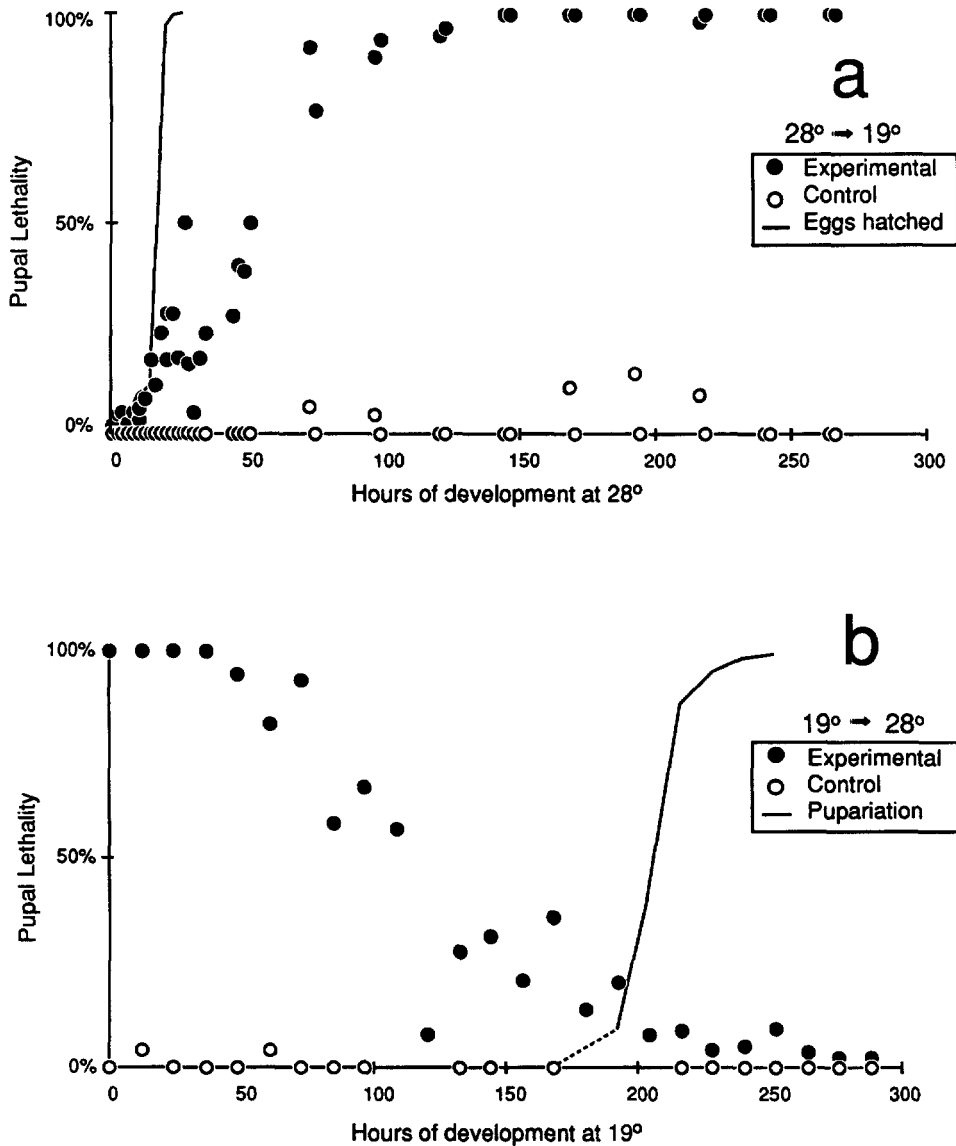 100%
50%
0%
Pupal Lethality
a
28° → 19°
Experimental
Control
Eggs hatched
0 50 100 150 200 250 300
Hours of development at 28°
100%
50%
0%
Pupal Lethality
b
19° → 28°
Experimental
Control
Pupariation
0 50 100 150 200 250 300
Hours of development at 19°